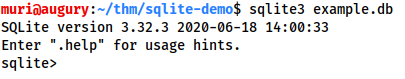 muri@augury:~/thm/sqlite-demo$ sqlite3 example.db
SQLite version 3.32.3 2020-06-18 14:00:33
Enter ".help" for usage hints.
sqlite>